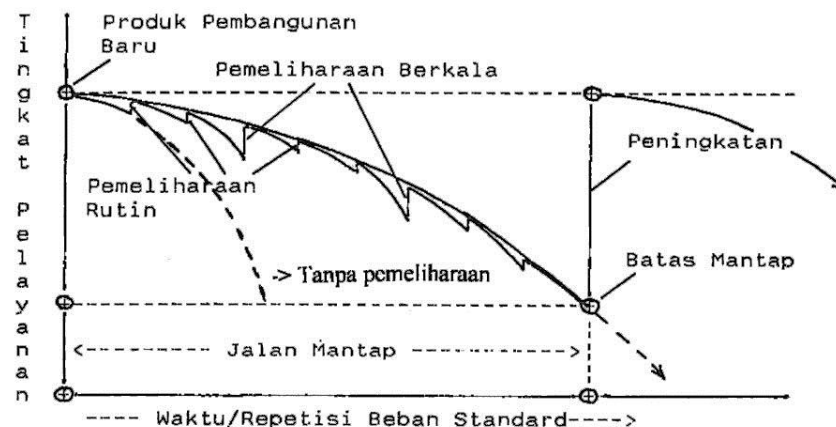 Tingkat Pelayanan
Produk Pembangunan
Baru
Pemeliharaan Berkala
Peningkatan
Pemeliharaan
Rutin
-> Tanpa pemeliharaan
Batas Mantap
<---------- Jalan Mantap ---------->
---- Waktu/Repetisi Beban Standard---->